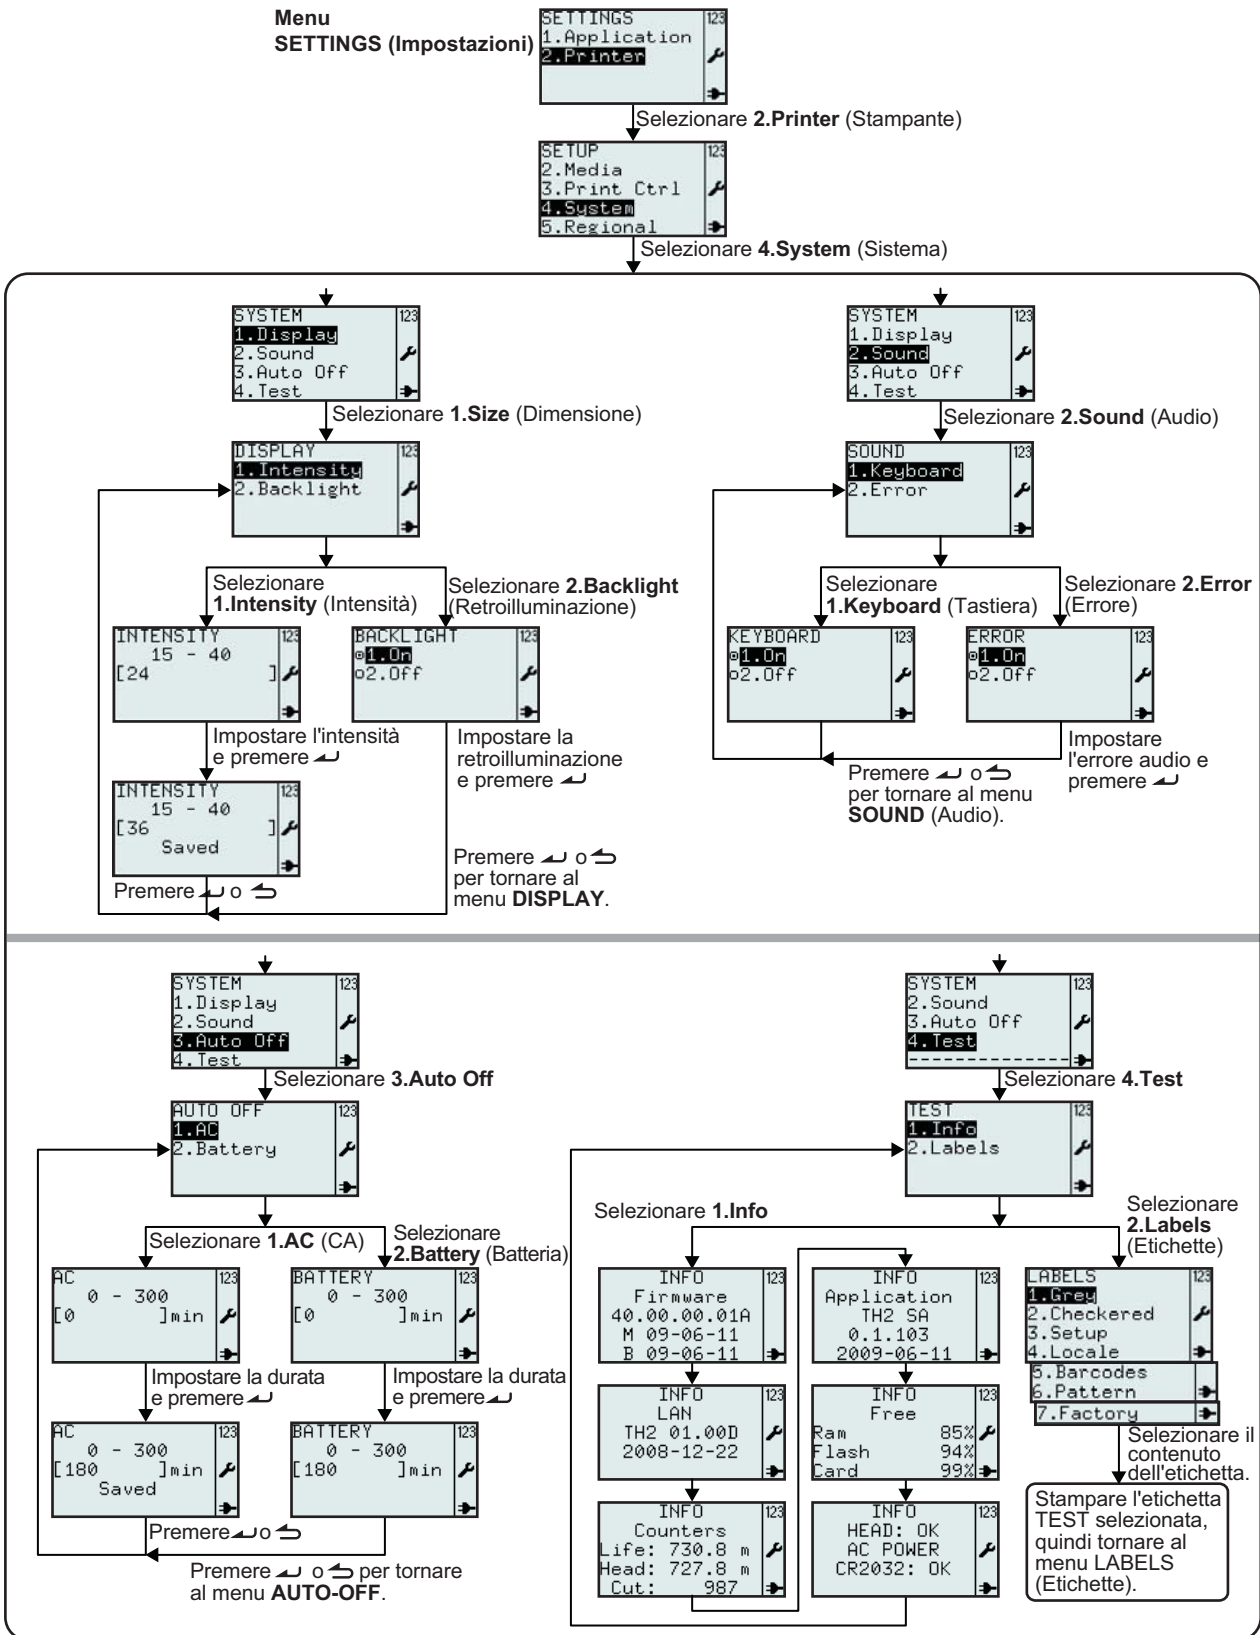 Menu
SETTINGS (Impostazioni)
SETTINGS 123
1.Application
2.Printer
Selezionare 2.Printer (Stampante)
SETUP 123
2.Media
3.Print Ctrl
4.System
5.Regional
Selezionare 4.System (Sistema)
SYSTEM 123
1.Display
2.Sound
3.Auto Off
4.Test
Selezionare 1.Size (Dimensione)
DISPLAY 123
1.Intensity
2.Backlight
Selezionare
1.Intensity (Intensità)
INTENSITY 123
15 - 40
[24 ]
Impostare l'intensità
e premere
INTENSITY 123
15 - 40
[36 ]
Saved
Premere o
Selezionare 2.Backlight
(Retroilluminazione)
BACKLIGHT 123
1.On
2.Off
Impostare la
retroilluminazione
e premere
Premere o
per tornare al
menu DISPLAY.
SYSTEM 123
1.Display
2.Sound
3.Auto Off
4.Test
Selezionare 2.Sound (Audio)
SOUND 123
1.Keyboard
2.Error
Selezionare
1.Keyboard (Tastiera)
KEYBOARD 123
1.On
2.Off
Selezionare 2.Error
(Errore)
ERROR 123
1.On
2.Off
Impostare
l'errore audio e
premere
Premere o
per tornare al menu
SOUND (Audio).
SYSTEM 123
1.Display
2.Sound
3.Auto Off
4.Test
Selezionare 3.Auto Off
AUTO OFF 123
1.AC
2.Battery
Selezionare 1.AC (CA)
AC 123
0 - 300
[0 ]min
Impostare la durata
e premere
AC 123
0 - 300
[180 ]min
Saved
Premere o
Selezionare
2.Battery (Batteria)
BATTERY 123
0 - 300
[0 ]min
Impostare la durata
e premere
BATTERY 123
0 - 300
[180 ]min
Premere o per tornare
al menu AUTO-OFF.
SYSTEM 123
2.Sound
3.Auto Off
4.Test
--------------
Selezionare 4.Test
TEST 123
1.Info
2.Labels
Selezionare 1.Info
INFO 123
Firmware
40.00.00.01A
M 09-06-11
B 09-06-11
INFO 123
LAN
TH2 01.00D
2008-12-22
INFO 123
Counters
Life: 730.8 m
Head: 727.8 m
Cut: 987
INFO 123
Application
TH2 SA
0.1.103
2009-06-11
INFO 123
Free
Ram 85%
Flash 94%
Card 99%
INFO 123
HEAD: OK
AC POWER
CR2032: OK
Selezionare
2.Labels
(Etichette)
LABELS 123
1.Grey
2.Checkered
3.Setup
4.Locale
5.Barcodes
6.Pattern
7.Factory
Selezionare il
contenuto
dell'etichetta.
Stampare l'etichetta
TEST selezionata,
quindi tornare al
menu LABELS
(Etichette).